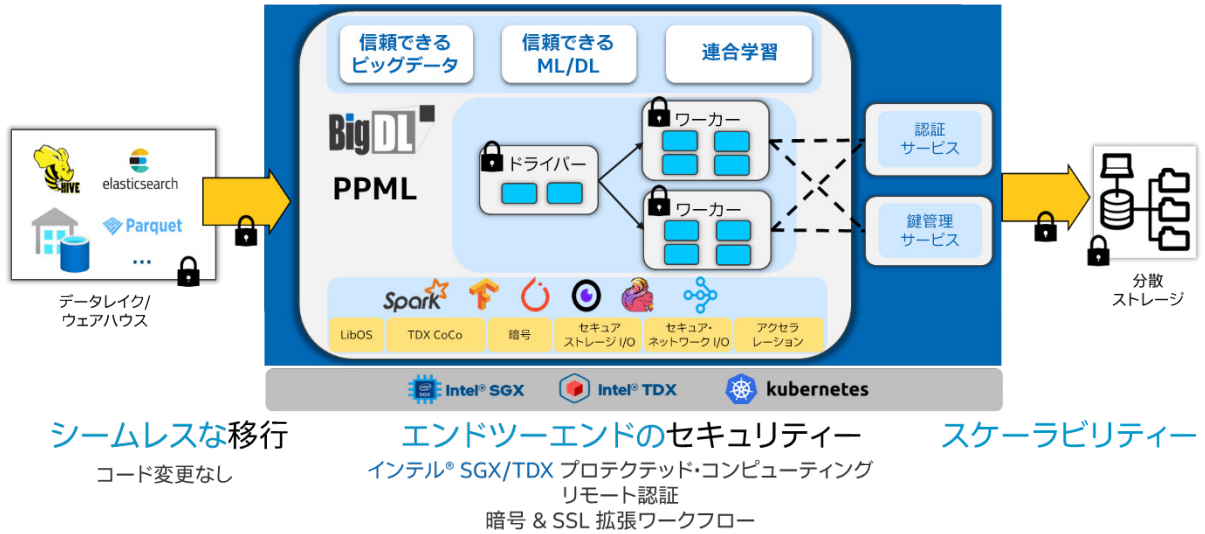 信頼できる
ビッグデータ
信頼できる
ML/DL
連合学習
BigDL
PPML
ドライバー
ワーカー
ワーカー
認証
サービス
鍵管理
サービス
HIVE
elasticsearch
Parquet
...
データレイク/
ウェアハウス
分散
ストレージ
Spark
LibOS
TDX CoCo
暗号
セキュア
ストレージ I/O
セキュア・
ネットワーク I/O
アクセラ
レーション
intel
SGX
Intel® SGX
Intel® TDX
kubernetes
シームレスな移行
コード変更なし
エンドツーエンドのセキュリティー
インテル® SGX/TDX プロテクテッド・コンピューティング
リモート認証
暗号 & SSL 拡張ワークフロー
スケーラビリティー